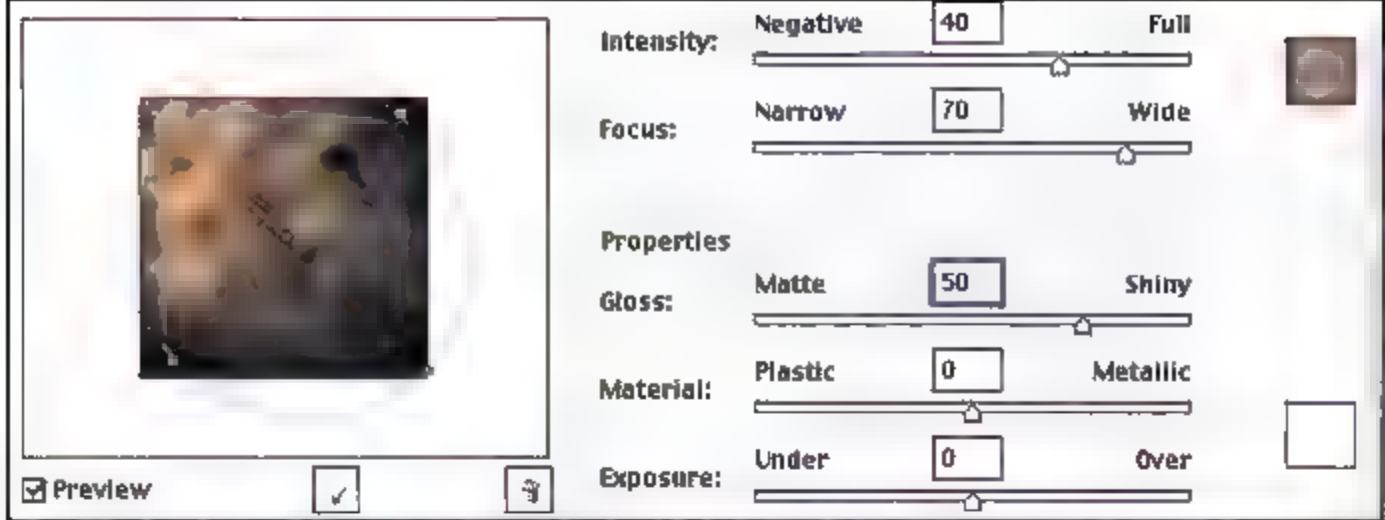 Intensity: Negative 40 Full
Focus: Narrow 70 Wide
Properties
Gloss: Matte 50 Shiny
Material: Plastic 0 Metallic
Exposure: Under 0 Over
Preview